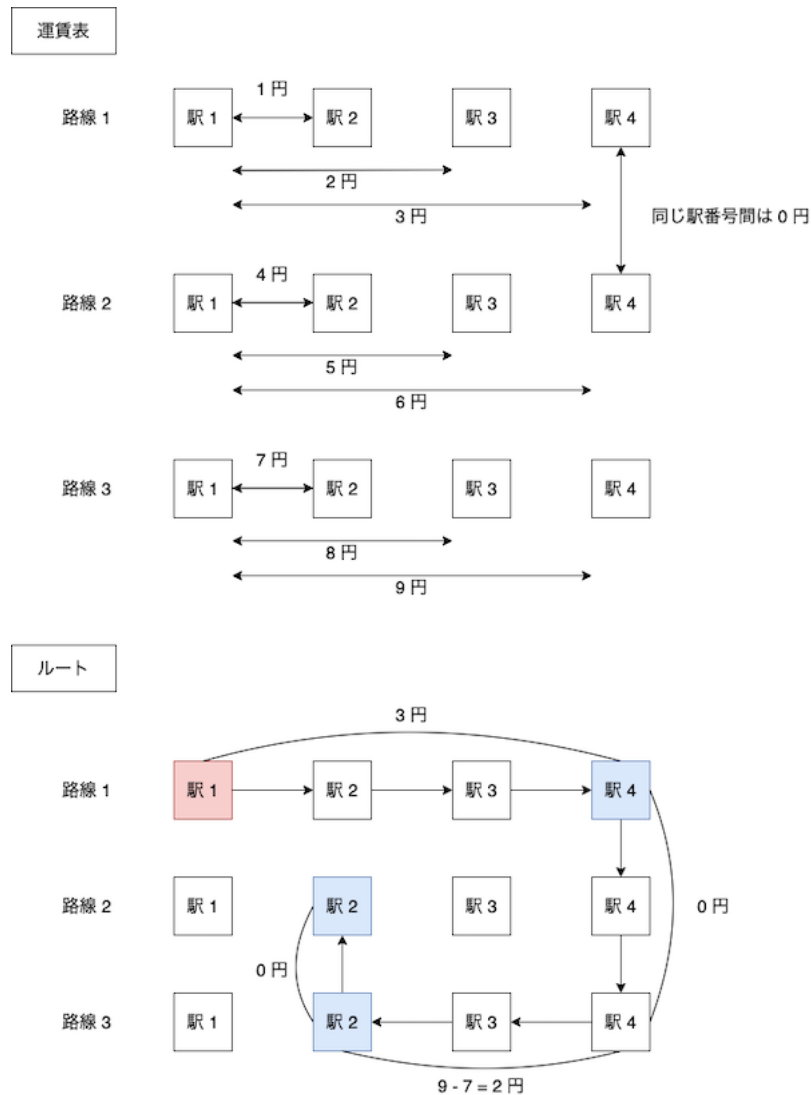 運賃表
1 円
路線 1 駅 1 駅 2 駅 3 駅 4
2 円
3 円
同じ駅番号間は 0 円
4 円
路線 2 駅 1 駅 2 駅 3 駅 4
5 円
6 円
7 円
路線 3 駅 1 駅 2 駅 3 駅 4
8 円
9 円
ルート
3 円
路線 1 駅 1 駅 2 駅 3 駅 4
路線 2 駅 1 駅 2 駅 3 駅 4 0 円
0 円
路線 3 駅 1 駅 2 駅 3 駅 4
9 - 7 = 2 円